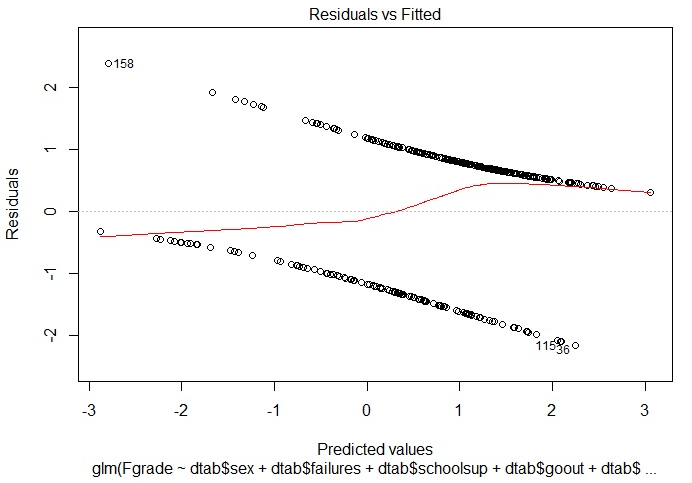 Residuals vs Fitted
Residuals
2
1
0
-1
-2
158
115
36
-3 -2 -1 0 1 2 3
Predicted values
glm(Fgrade ~ dtab$sex + dtab$failures + dtab$schoolsup + dtab$goout + dtab$ ...